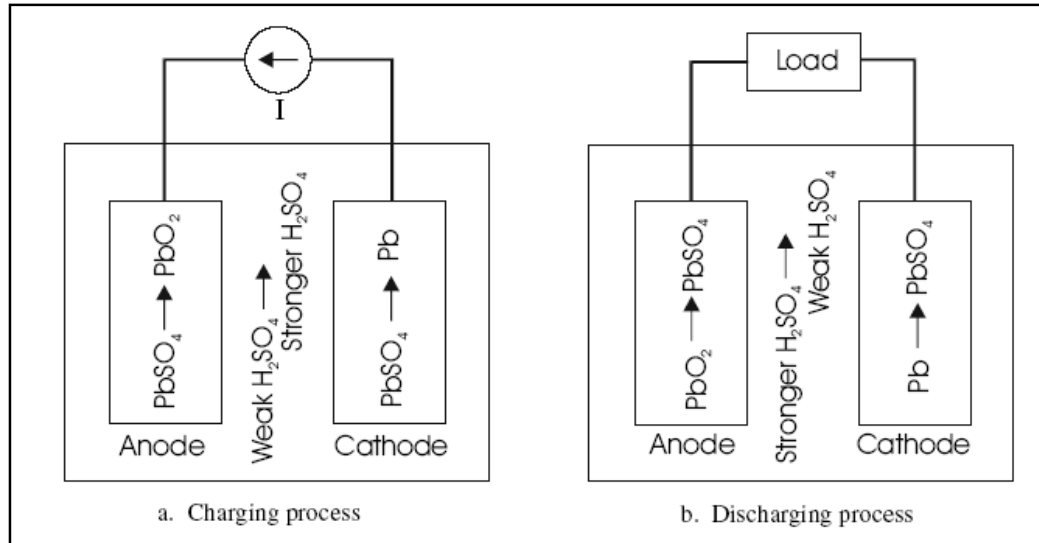 I
PbSO₄ → PbO₂
Weak H₂SO₄ →
Stronger H₂SO₄
PbSO₄ → Pb
Anode
Cathode
a. Charging process
Load
PbO₂ → PbSO₄
Stronger H₂SO₄ →
Weak H₂SO₄
Pb → PbSO₄
Anode
Cathode
b. Discharging process